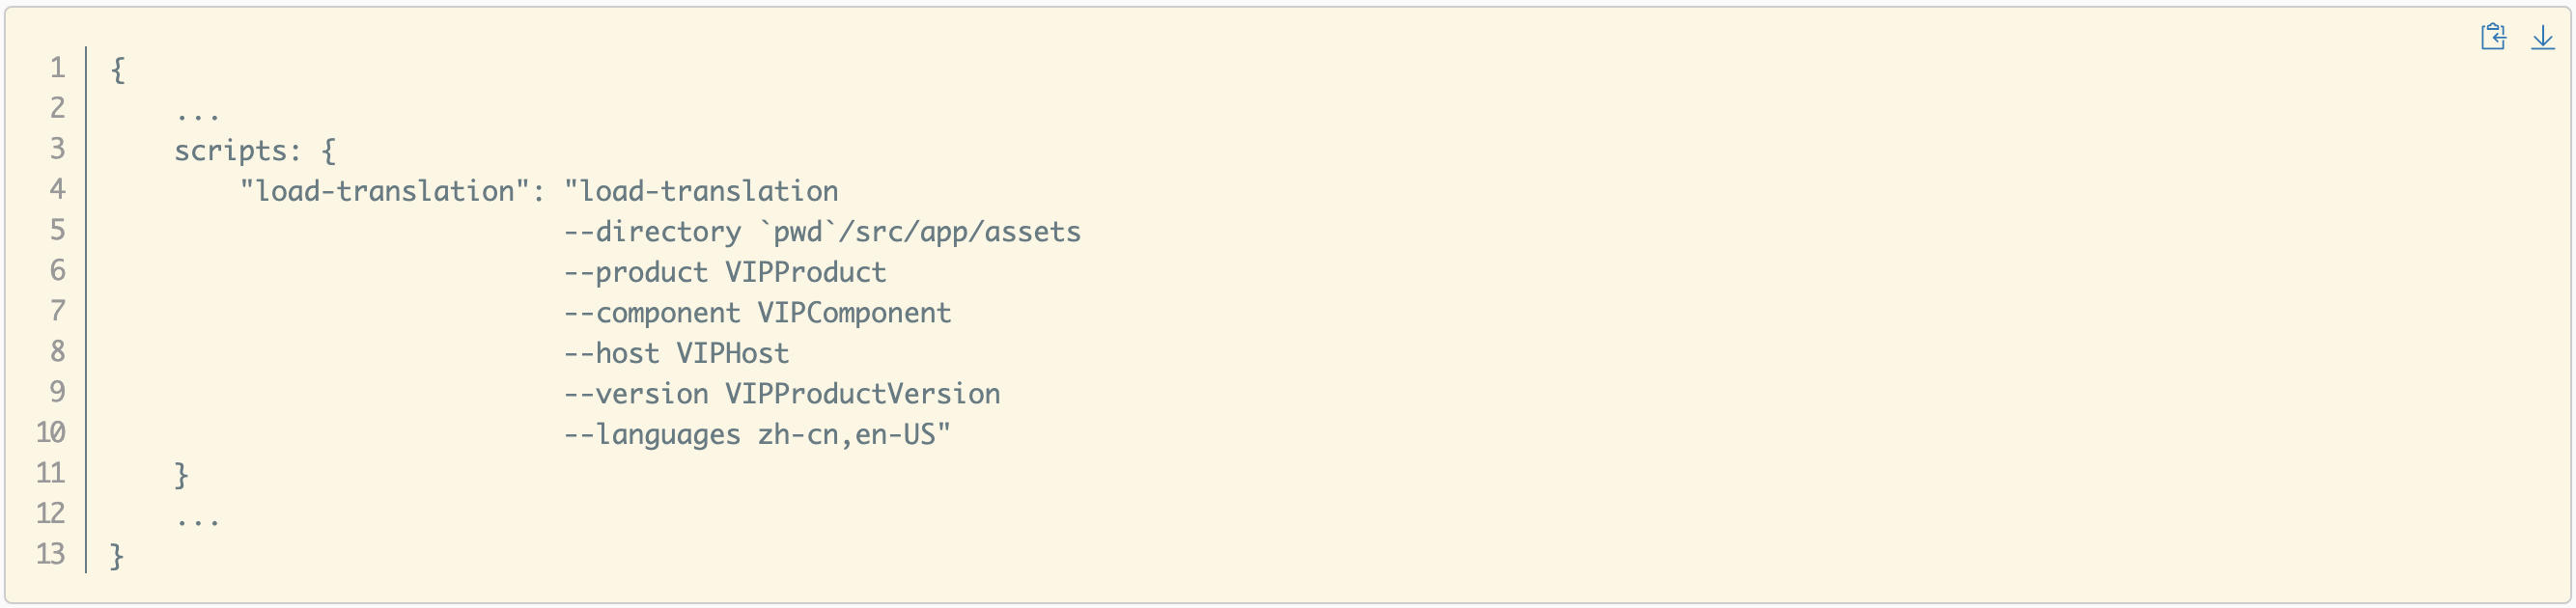 1 {
2 ...
3 scripts: {
4 "load-translation": "load-translation
5 --directory `pwd`/src/app/assets
6 --product VIPProduct
7 --component VIPComponent
8 --host VIPHost
9 --version VIPProductVersion
10 --languages zh-cn,en-US"
11 }
12 ...
13 }